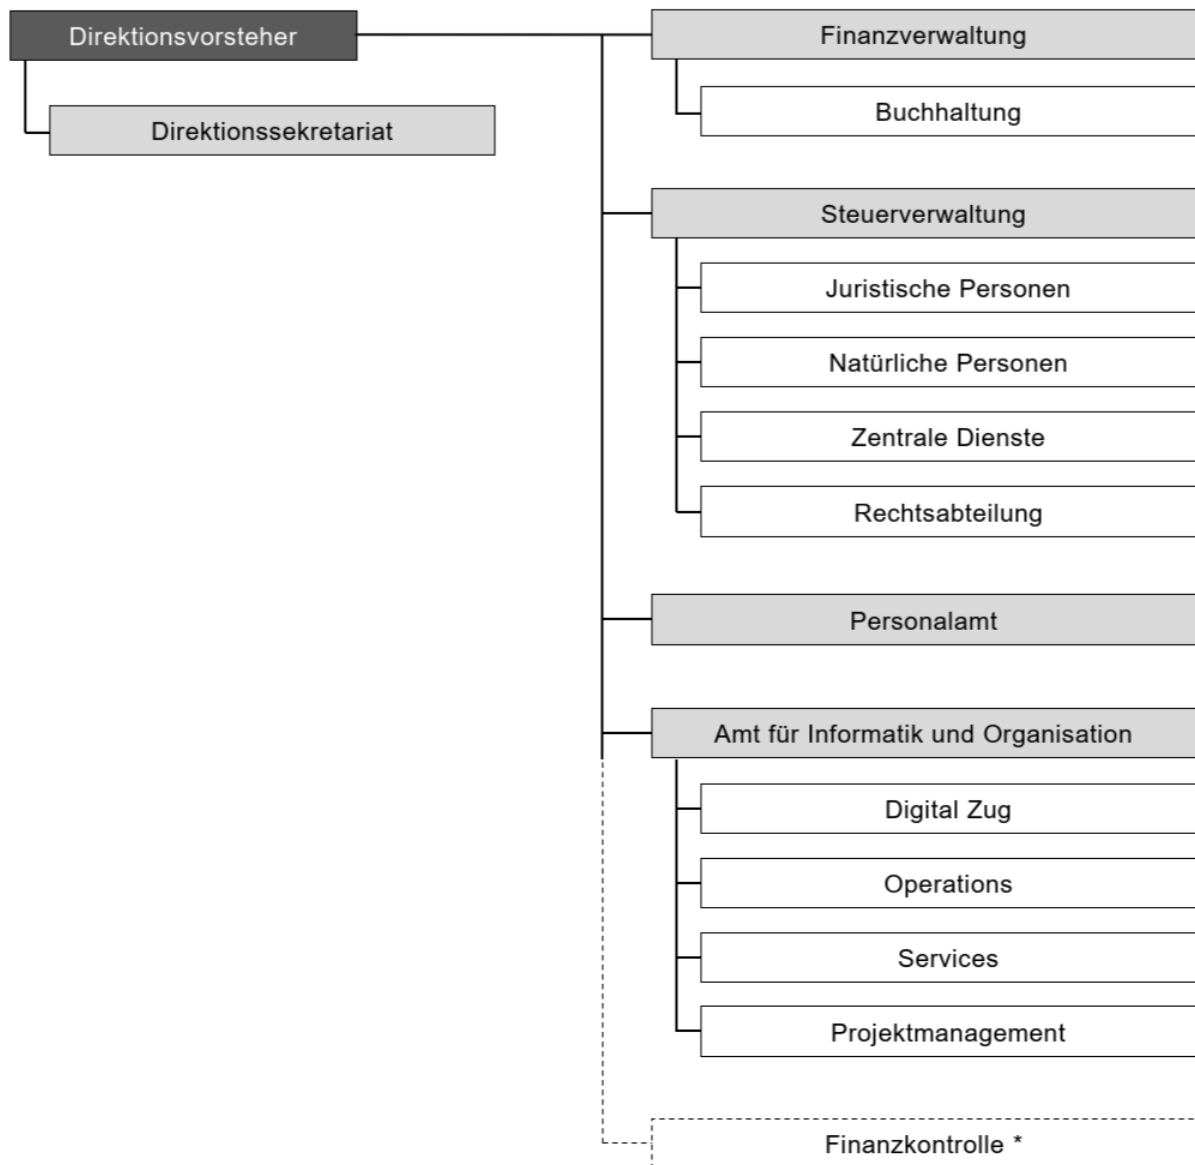 Direktionsvorsteher
Direktionssekretariat
Finanzverwaltung
Buchhaltung
Steuerverwaltung
Juristische Personen
Natürliche Personen
Zentrale Dienste
Rechtsabteilung
Personalamt
Amt für Informatik und Organisation
Digital Zug
Operations
Services
Projektmanagement
Finanzkontrolle *